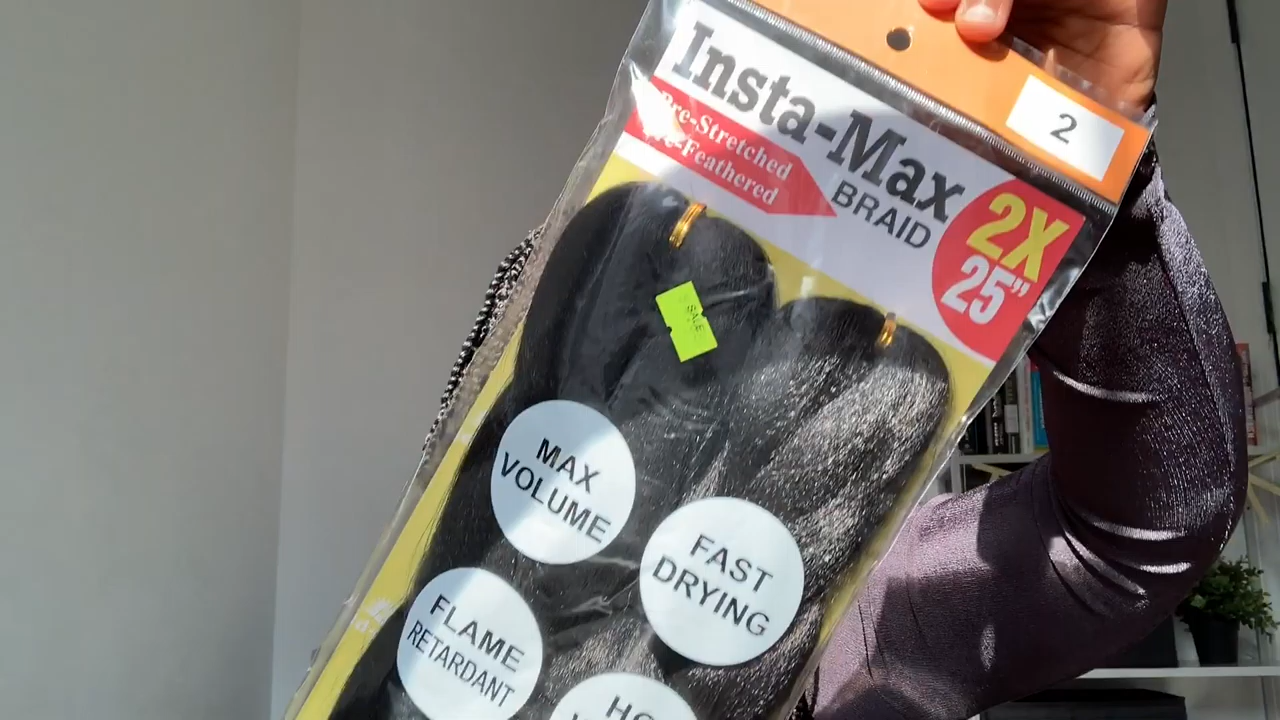 2
Insta-Max
BRAID
Pre-Stretched
Pre-Feathered
2X
25”
SALE
MAX
VOLUME
FAST
DRYING
FLAME
RETARDANT